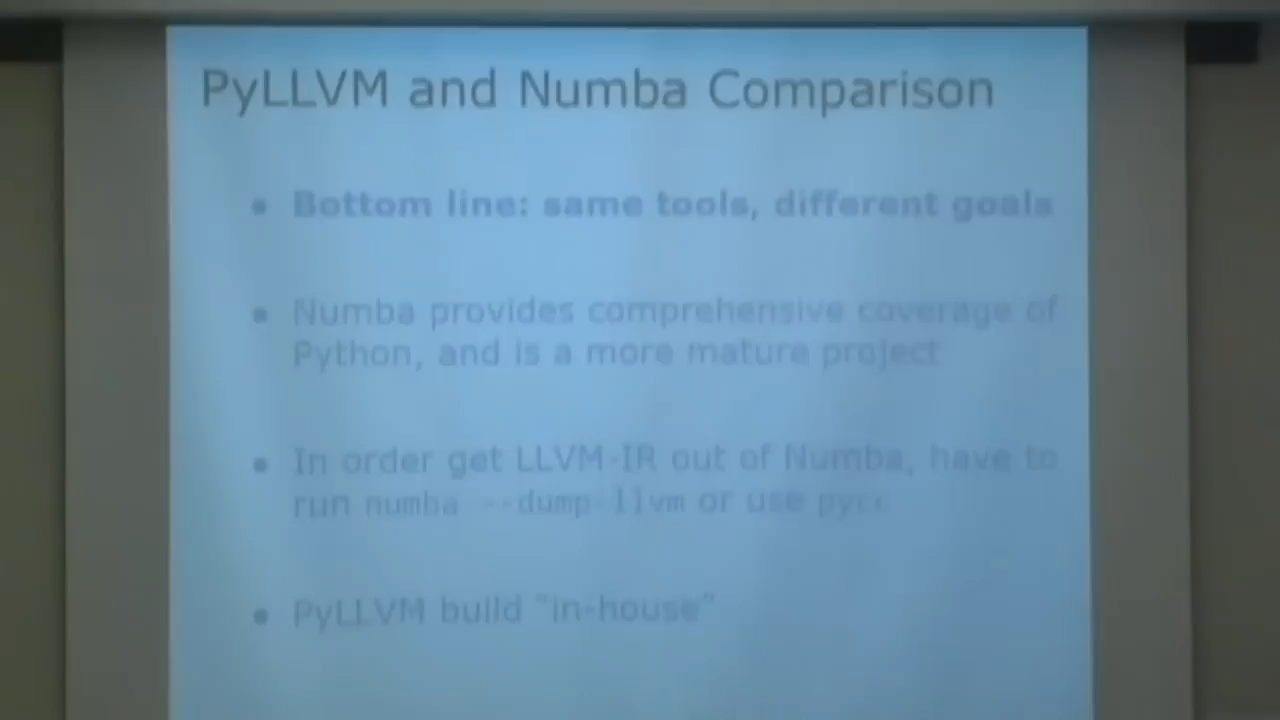 PyLLVM and Numba Comparison
• Bottom line: same tools, different goals
• Numba provides comprehensive coverage of
Python, and is a more mature project
• In order get LLVM-IR out of Numba, have to
run numba --dump-llvm or use pycc
• PyLLVM build "in-house"